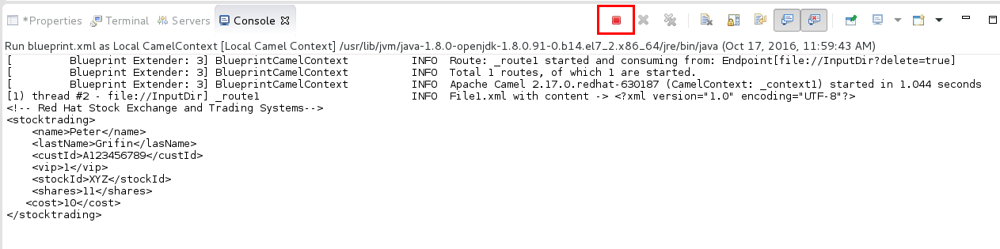 *Properties Terminal Servers Console
Run blueprint.xml as Local CamelContext [Local Camel Context] /usr/lib/jvm/java-1.8.0-openjdk-1.8.0.91-0.b14.el7_2.x86_64/jre/bin/java (Oct 17, 2016, 11:59:43 AM)
[         Blueprint Extender: 3] BlueprintCamelContext          INFO  Route: _route1 started and consuming from: Endpoint[file://InputDir?delete=true]
[         Blueprint Extender: 3] BlueprintCamelContext          INFO  Total 1 routes, of which 1 are started.
[         Blueprint Extender: 3] BlueprintCamelContext          INFO  Apache Camel 2.17.0.redhat-630187 (CamelContext: _context1) started in 1.044 seconds
[1) thread #2 - file://InputDir] _route1                        INFO  File1.xml with content -> <?xml version="1.0" encoding="UTF-8"?>
<!-- Red Hat Stock Exchange and Trading Systems-->
<stocktrading>
    <name>Peter</name>
    <lastName>Grifin</lasName>
    <custId>A123456789</custId>
    <vip>1</vip>
    <stockId>XYZ</stockId>
    <shares>11</shares>
   <cost>10</cost>
</stocktrading>